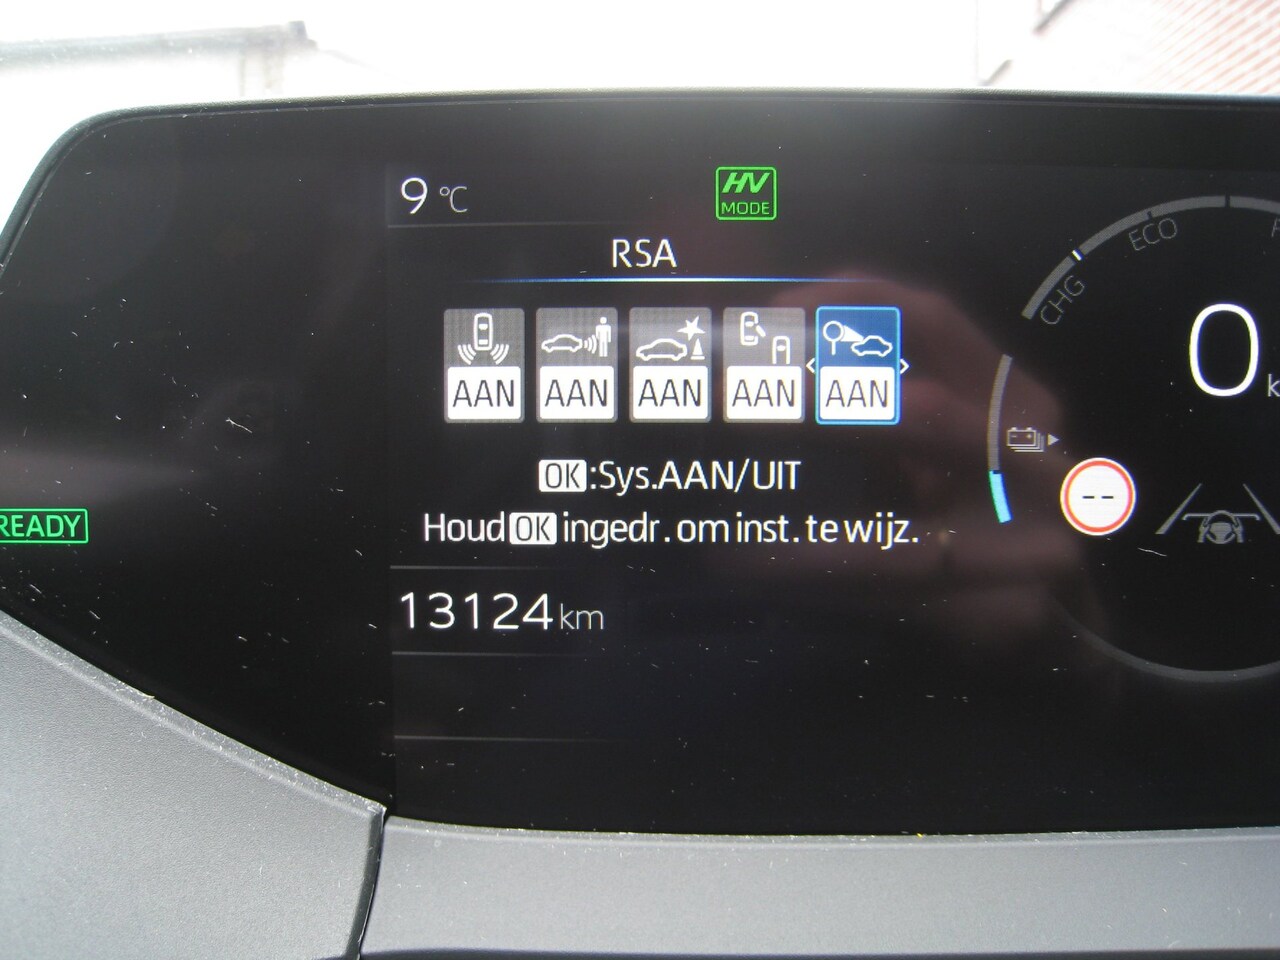 9 °C
HV
MODE
RSA
AAN AAN AAN AAN AAN
OK:Sys.AAN/UIT
Houd OK ingedr. om inst. te wijz.
13124 km
READY
CHG
ECO
0
--